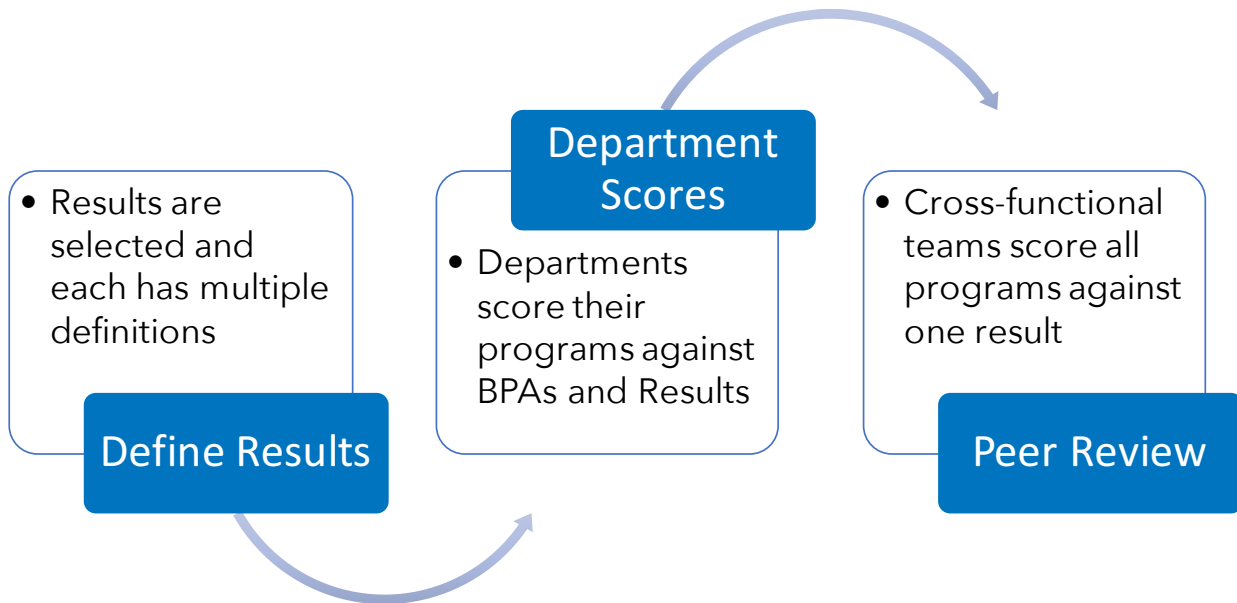 • Results are
selected and
each has multiple
definitions
Define Results
Department
Scores
• Departments
score their
programs against
BPAs and Results
• Cross-functional
teams score all
programs against
one result
Peer Review